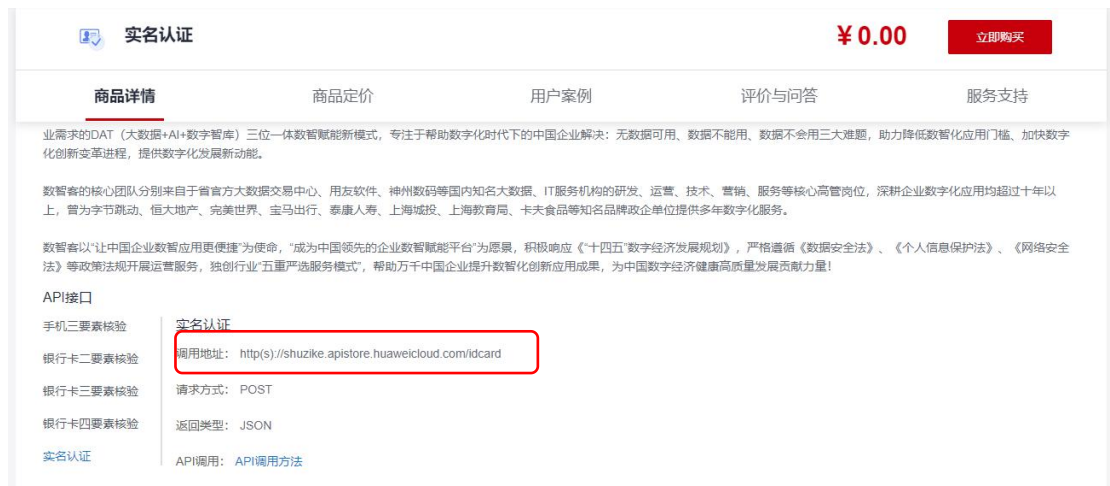 实名认证
¥ 0.00
立即购买
商品详情
商品定价
用户案例
评价与问答
服务支持
业需求的DAT（大数据+AI+数字智库）三位一体数智赋能新模式，专注于帮助数字化时代下的中国企业解决：无数据可用、数据不能用、数据不会用三大难题，助力降低数智化应用门槛、加快数字
化创新变革进程，提供数字化发展新动能。
数智客的核心团队分别来自于省官方大数据交易中心、用友软件、神州数码等国内知名大数据、IT服务机构的研发、运营、技术、营销、服务等核心高管岗位，深耕企业数字化应用均超过十年以
上，曾为字节跳动、恒大地产、完美世界、宝马出行、泰康人寿、上海城投、上海教育局、卡夫食品等知名品牌政企单位提供多年数字化服务。
数智客以“让中国企业数智应用更便捷”为使命，“成为中国领先的企业数智赋能平台”为愿景，积极响应《“十四五”数字经济发展规划》，严格遵循《数据安全法》、《个人信息保护法》、《网络安全
法》等政策法规开展运营服务，独创行业“五重严选服务模式”，帮助万千中国企业提升数智化创新应用成果，为中国数字经济健康高质量发展贡献力量！
API接口
手机三要素核验
银行卡二要素核验
银行卡三要素核验
银行卡四要素核验
实名认证
实名认证
调用地址： http(s)://shuzike.apistore.huaweicloud.com/idcard
请求方式： POST
返回类型： JSON
API调用： API调用方法